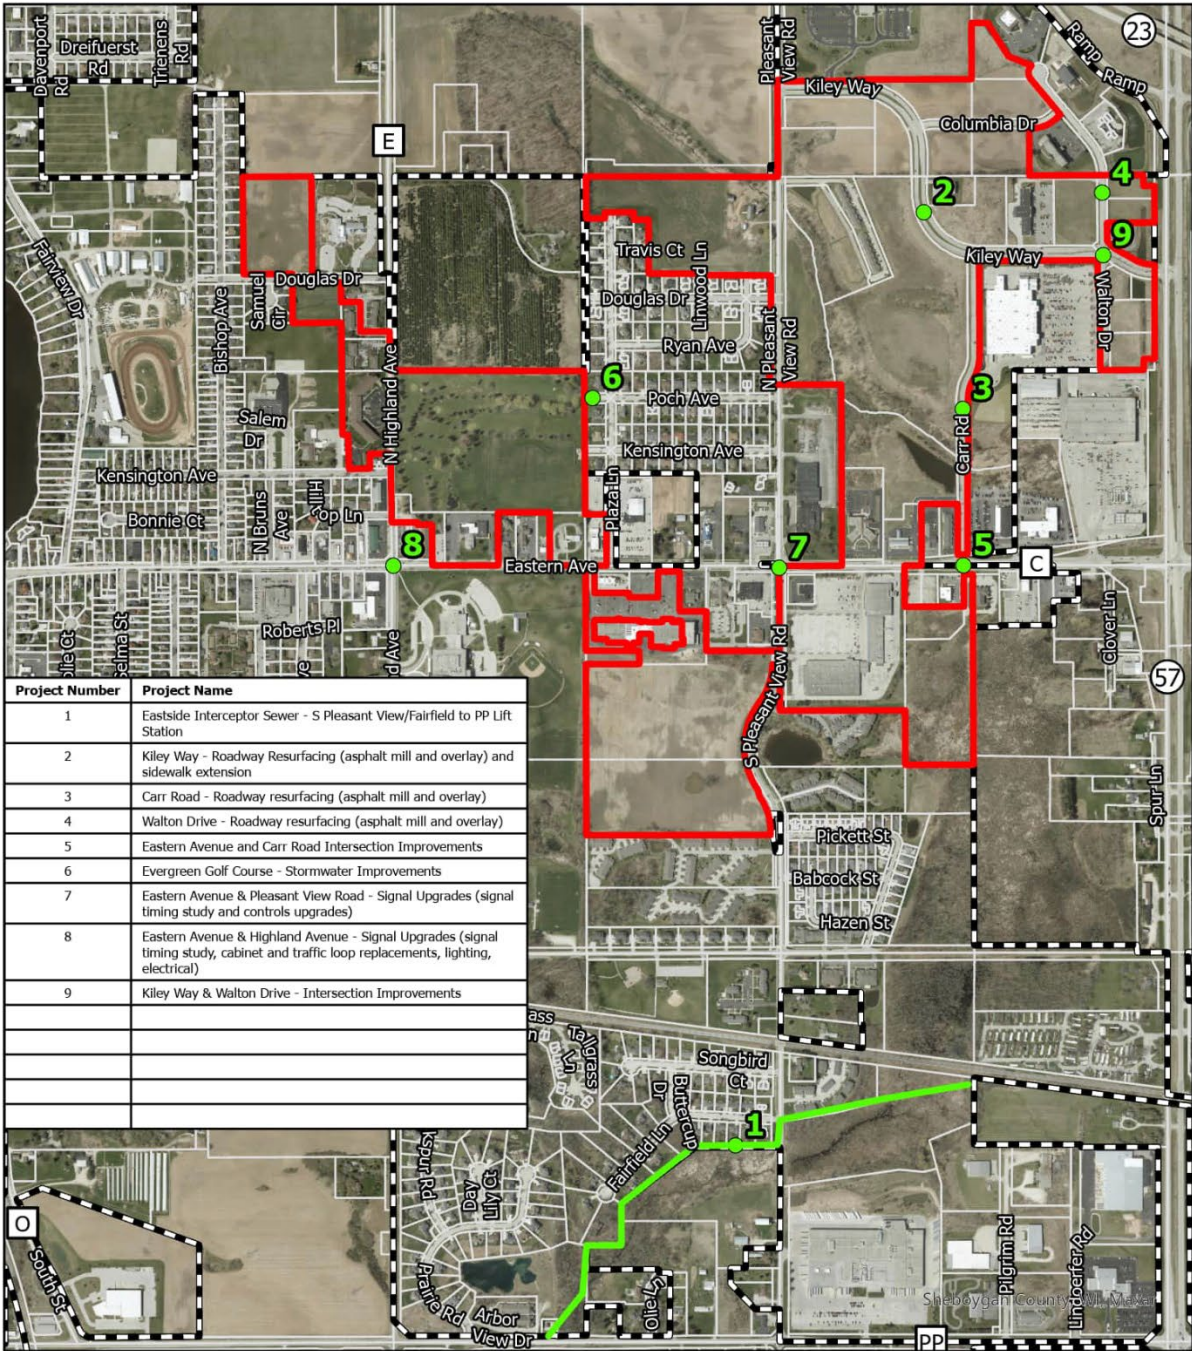 Davenport Rd
Dreifuerst Rd
Trienens Rd
Pleasant View Rd
Ramp
Ramp
23
Kiley Way
Columbia Dr
E
4
2
9
Fairview Dr
Travis Ct
Kiley Way
Douglas Dr
Samuel Cir
Bishop Ave
Douglas Dr
Linwood Ln
Walton Dr
Ryan Ave
N Pleasant View Rd
N Highland Ave
6
Poch Ave
3
Salem Dr
Carr Rd
Kensington Ave
Kensington Ave
Plaza Ln
Hilltop Ln
N Bruns Ave
Bonnie Ct
8
Eastern Ave
7
5
C
Clover Ln
Roberts Pl
olie Ct
elma St
ve
d Ave
S Pleasant View Rd
57
Spur Ln
Pickett St
Babcock St
Hazen St
Project Number Project Name
1 Eastside Interceptor Sewer - S Pleasant View/Fairfield to PP Lift
Station
2 Kiley Way - Roadway Resurfacing (asphalt mill and overlay) and
sidewalk extension
3 Carr Road - Roadway resurfacing (asphalt mill and overlay)
4 Walton Drive - Roadway resurfacing (asphalt mill and overlay)
5 Eastern Avenue and Carr Road Intersection Improvements
6 Evergreen Golf Course - Stormwater Improvements
7 Eastern Avenue & Pleasant View Road - Signal Upgrades (signal
timing study and controls upgrades)
8 Eastern Avenue & Highland Avenue - Signal Upgrades (signal
timing study, cabinet and traffic loop replacements, lighting,
electrical)
9 Kiley Way & Walton Drive - Intersection Improvements
ass
n
Tallgrass Ln
Songbird Ct
Buttercup Dr
1
Fairfield Ln
kspur Rd
Day Lily Ct
O
South St
Prairie Rd
Arbor View Dr
Olie Ln
Pilgrim Rd
Lindoerfer Rd
Sheboygan County, WI, Maxar
PP